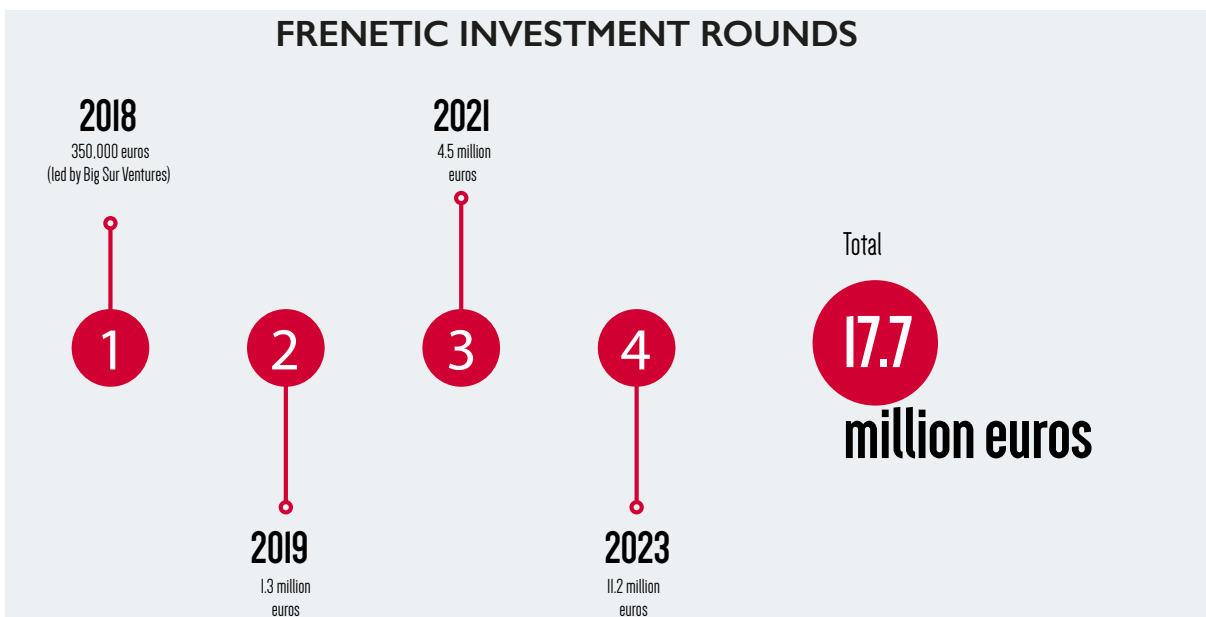 FRENETIC INVESTMENT ROUNDS
2018
350,000 euros
(led by Big Sur Ventures)
2021
4.5 million
euros
1
2
3
4
2019
1.3 million
euros
2023
11.2 million
euros
Total
17.7
million euros